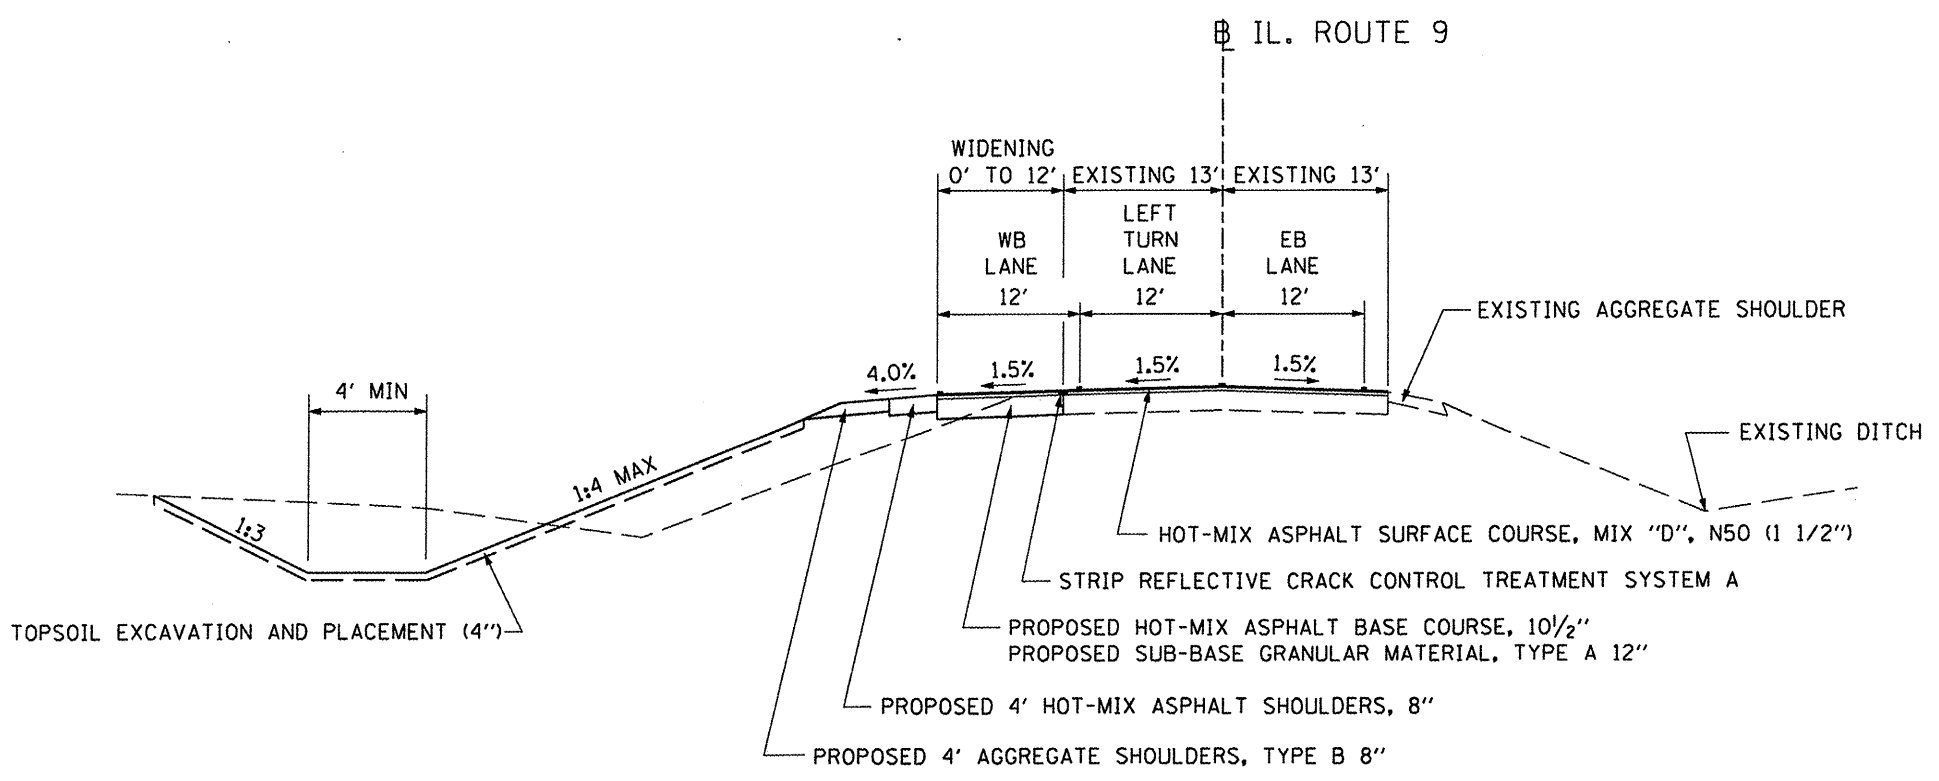 ℄ IL. ROUTE 9
WIDENING
0' TO 12'
EXISTING 13'
EXISTING 13'
WB
LANE
12'
LEFT
TURN
LANE
12'
EB
LANE
12'
EXISTING AGGREGATE SHOULDER
4.0%
1.5%
1.5%
1.5%
4' MIN
EXISTING DITCH
1:4 MAX
1:3
HOT-MIX ASPHALT SURFACE COURSE, MIX "D", N50 (1 1/2")
STRIP REFLECTIVE CRACK CONTROL TREATMENT SYSTEM A
TOPSOIL EXCAVATION AND PLACEMENT (4")
PROPOSED HOT-MIX ASPHALT BASE COURSE, 10½"
PROPOSED SUB-BASE GRANULAR MATERIAL, TYPE A 12"
PROPOSED 4' HOT-MIX ASPHALT SHOULDERS, 8"
PROPOSED 4' AGGREGATE SHOULDERS, TYPE B 8"